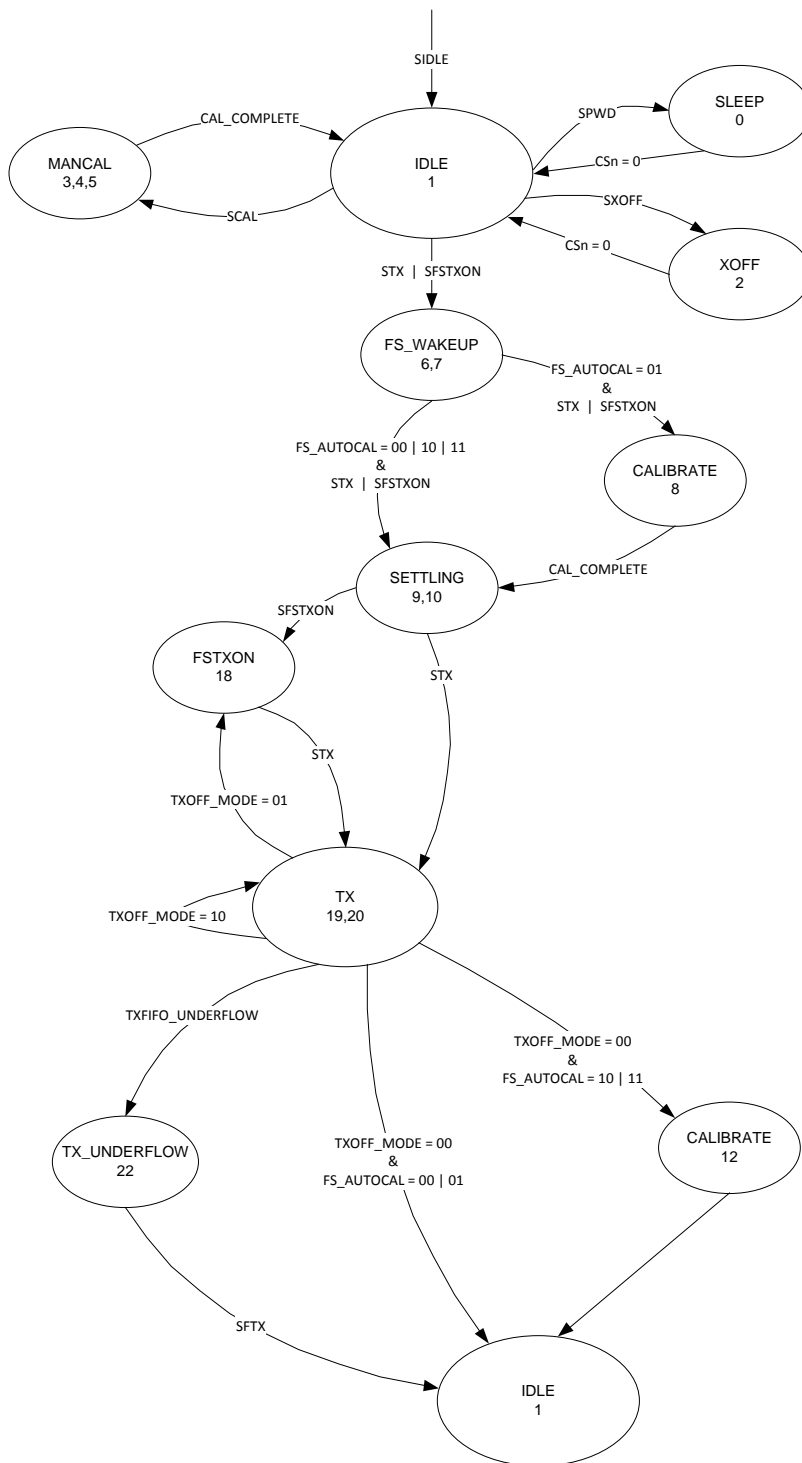 SIDLE
SLEEP
0
SPWD
CAL_COMPLETE
MANCAL
3,4,5
IDLE
1
CSn = 0
SCAL
SXOFF
CSn = 0
XOFF
2
STX | SFSTXON
FS_WAKEUP
6,7
FS_AUTOCAL = 01
&
STX | SFSTXON
FS_AUTOCAL = 00 | 10 | 11
&
STX | SFSTXON
CALIBRATE
8
SETTLING
9,10
CAL_COMPLETE
SFSTXON
FSTXON
18
STX
STX
TXOFF_MODE = 01
TX
19,20
TXOFF_MODE = 10
TXFIFO_UNDERFLOW
TXOFF_MODE = 00
&
FS_AUTOCAL = 10 | 11
TXOFF_MODE = 00
&
FS_AUTOCAL = 00 | 01
TX_UNDERFLOW
22
CALIBRATE
12
SFTX
IDLE
1